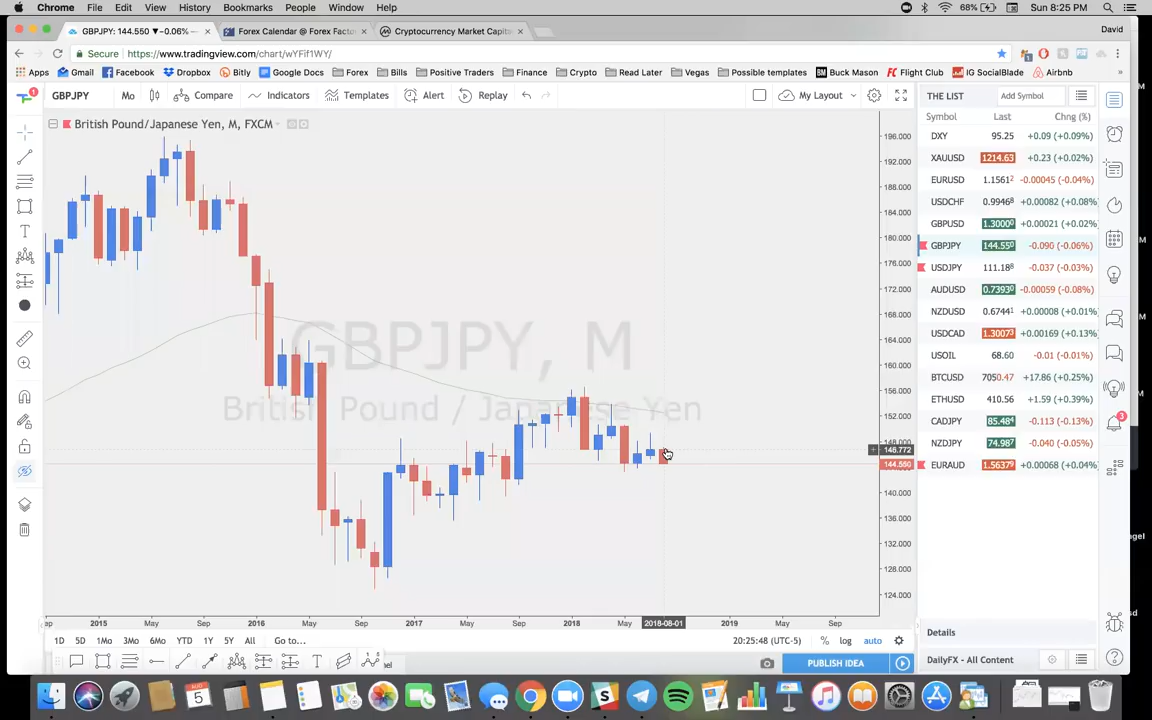 Chrome File Edit View History Bookmarks People Window Help 68% Sun 8:25 PM
GBPJPY: 144.550 ▼-0.06% Forex Calendar @ Forex Fact Cryptocurrency Market Capit David
Secure https://www.tradingview.com/chart/wYFif1WY/
Apps Gmail Facebook Dropbox Bitly Google Docs Forex Bills Positive Traders Finance Crypto Read Later Vegas Possible templates Buck Mason Flight Club IG SocialBlade Airbnb »
1 GBPJPY Mo Compare Indicators Templates Alert Replay My Layout THE LIST Add Symbol
British Pound/Japanese Yen, M, FXCM
Symbol Last Chng (%)
DXY 95.25 +0.09 (+0.09%)
XAUUSD 1214.63 +0.23 (+0.02%)
EURUSD 1.1561² -0.00045 (-0.04%)
USDCHF 0.9946⁸ +0.00082 (+0.08%)
GBPUSD 1.3000⁰ +0.00021 (+0.02%)
GBPJPY 144.55⁰ -0.090 (-0.06%)
USDJPY 111.18⁸ -0.037 (-0.03%)
AUDUSD 0.7393⁰ -0.00059 (-0.08%)
NZDUSD 0.6744¹ +0.00008 (+0.01%)
USDCAD 1.3007³ +0.00169 (+0.13%)
USOIL 68.60 -0.01 (-0.01%)
BTCUSD 7050.47 +17.86 (+0.25%)
ETHUSD 410.56 +1.59 (+0.39%)
CADJPY 85.48⁴ -0.113 (-0.13%)
NZDJPY 74.98⁷ -0.040 (-0.05%)
EURAUD 1.5637⁹ +0.00068 (+0.04%)
3
GBPJPY, M
British Pound / Japanese Yen
196.000
192.000
188.000
184.000
180.000
176.000
172.000
168.000
164.000
160.000
156.000
152.000
148.000
146.772
144.550
140.000
136.000
132.000
128.000
124.000
2015 May 2016 May 2017 May 2018 May 2018-08-01 2019 May Sep
1D 5D 1Mo 3Mo 6Mo YTD 1Y 5Y All Go to... 20:25:48 (UTC-5) % log auto
Details
PUBLISH IDEA
DailyFX - All Content
AUG
5